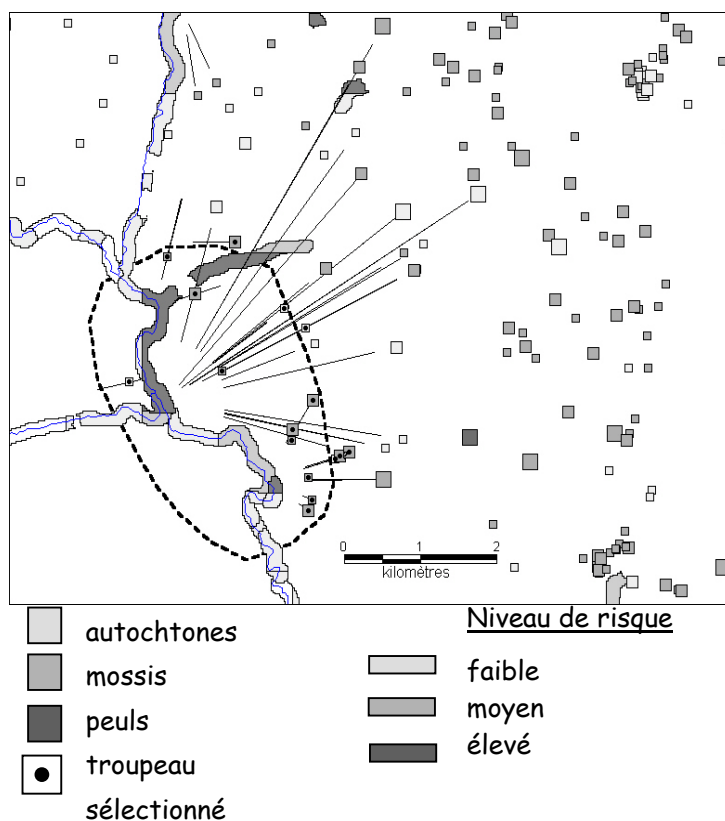 0 1 2
kilomètres
autochtones
mossis
peuls
troupeau
sélectionné
Niveau de risque
faible
moyen
élevé